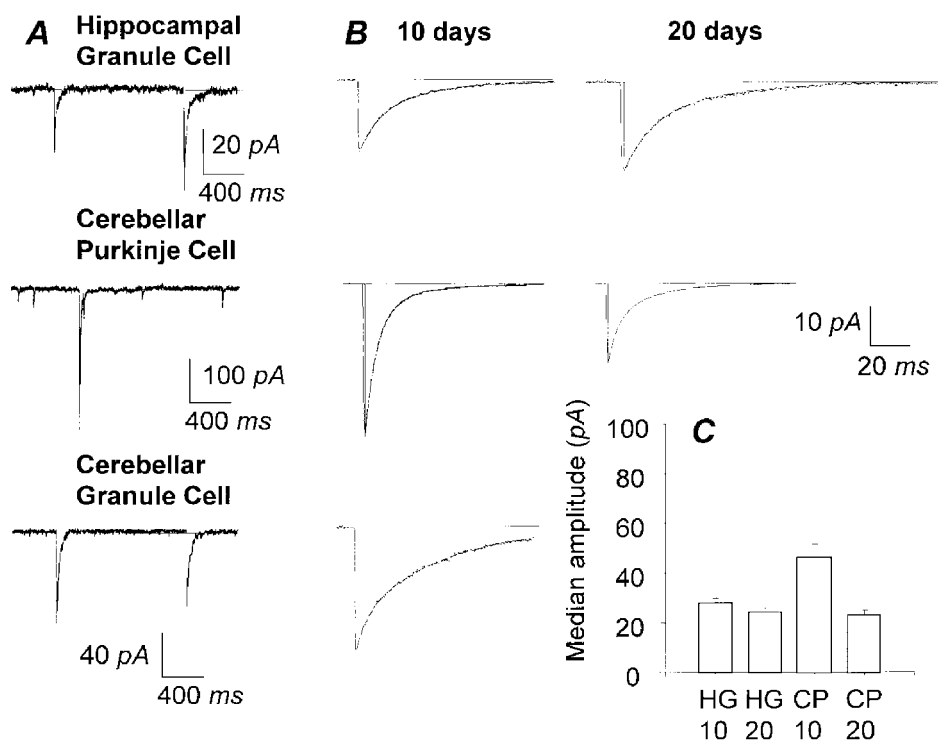 A
Hippocampal
Granule Cell
20 pA
400 ms
Cerebellar
Purkinje Cell
100 pA
400 ms
Cerebellar
Granule Cell
40 pA
400 ms
B
10 days
20 days
10 pA
20 ms
C
Median amplitude (pA)
100
80
60
40
20
0
HG HG CP CP
10 20 10 20